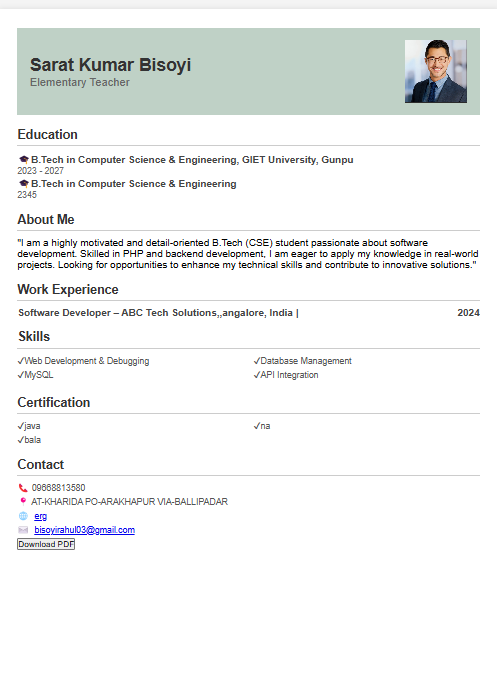 Sarat Kumar Bisoyi
Elementary Teacher
Education
B.Tech in Computer Science & Engineering, GIET University, Gunpu
2023 - 2027
B.Tech in Computer Science & Engineering
2345
About Me
"I am a highly motivated and detail-oriented B.Tech (CSE) student passionate about software
development. Skilled in PHP and backend development, I am eager to apply my knowledge in real-world
projects. Looking for opportunities to enhance my technical skills and contribute to innovative solutions."
Work Experience
Software Developer – ABC Tech Solutions,,angalore, India | 2024
Skills
✓Web Development & Debugging ✓Database Management
✓MySQL ✓API Integration
Certification
✓java ✓na
✓bala
Contact
09668813580
AT-KHARIDA PO-ARAKHAPUR VIA-BALLIPADAR
erg
bisoyirahul03@gmail.com
Download PDF